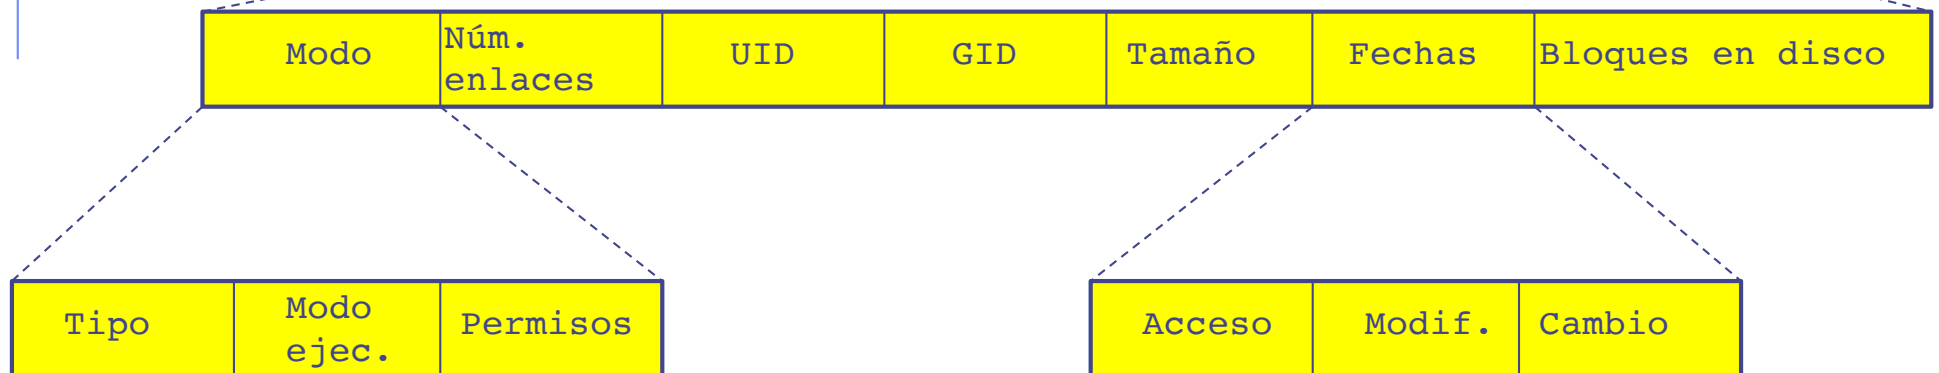 Modo
Núm.
enlaces
UID
GID
Tamaño
Fechas
Bloques en disco
Tipo
Modo
ejec.
Permisos
Acceso
Modif.
Cambio